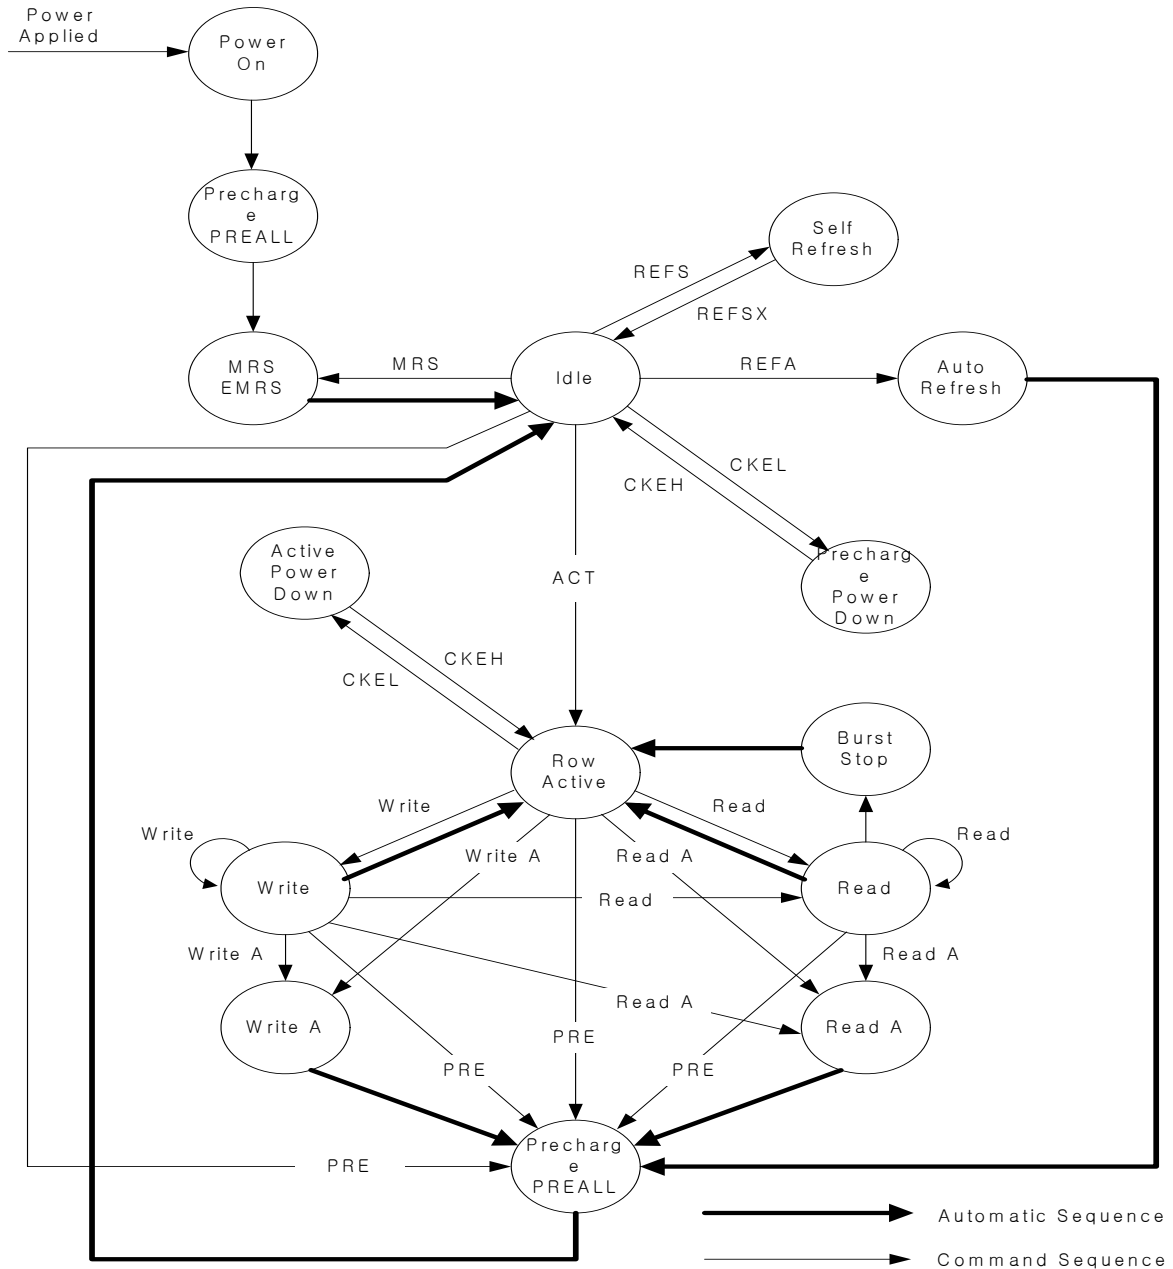 Power
Applied
Power
On
Precharg
e
PREALL
Self
Refresh
REFS
REFSX
MRS
EMRS
MRS
Idle
REFA
Auto
Refresh
CKEL
CKEH
Active
Power
Down
ACT
Precharg
e
Power
Down
CKEH
CKEL
Row
Active
Burst
Stop
Write
Read
Write
Write A
Read A
Read
Write
Read
Read
Write A
Read A
Write A
Read A
Read A
PRE
PRE
PRE
Precharg
e
PREALL
PRE
Automatic Sequence
Command Sequence